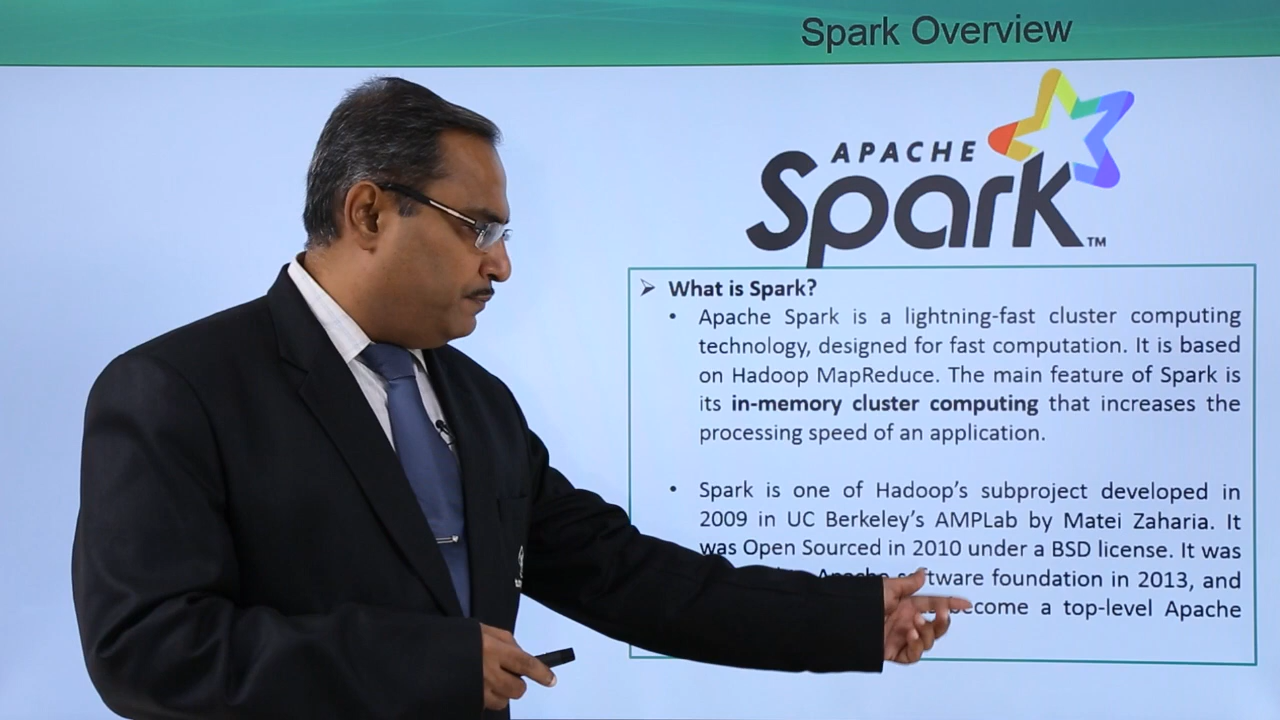 Spark Overview
APACHE
Spark™
What is Spark?
• Apache Spark is a lightning-fast cluster computing
technology, designed for fast computation. It is based
on Hadoop MapReduce. The main feature of Spark is
its in-memory cluster computing that increases the
processing speed of an application.
• Spark is one of Hadoop's subproject developed in
2009 in UC Berkeley's AMPLab by Matei Zaharia. It
was Open Sourced in 2010 under a BSD license. It was
Apache software foundation in 2013, and
become a top-level Apache